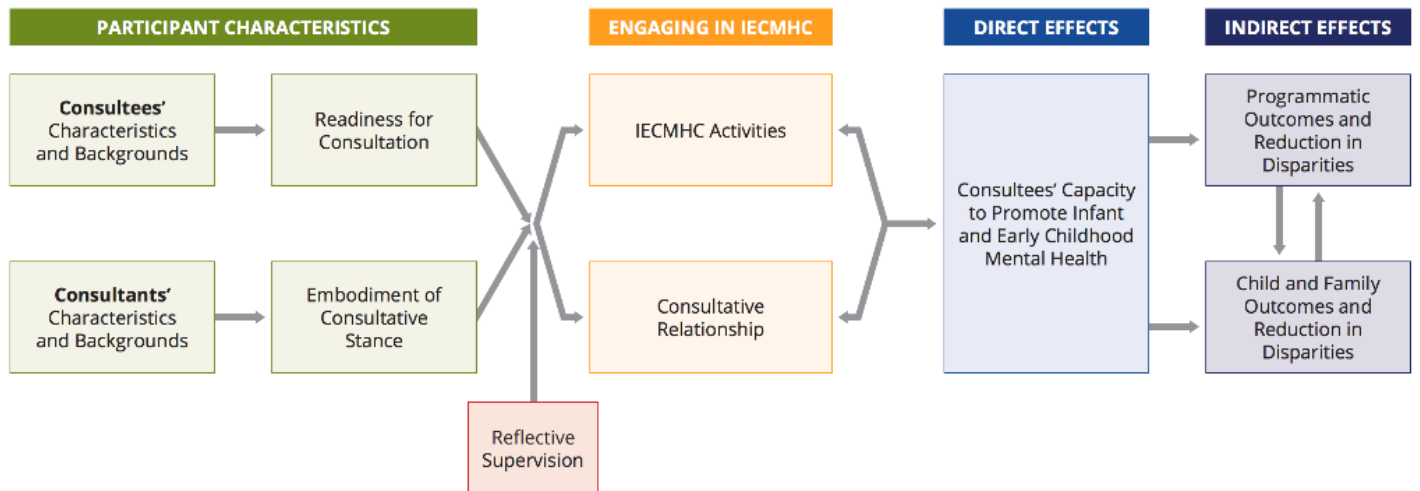 PARTICIPANT CHARACTERISTICS
ENGAGING IN IECMHC
DIRECT EFFECTS
INDIRECT EFFECTS
Consultees’
Characteristics
and Backgrounds
Readiness for
Consultation
IECMHC Activities
Consultees’ Capacity
to Promote Infant
and Early Childhood
Mental Health
Programmatic
Outcomes and
Reduction in
Disparities
Consultants’
Characteristics
and Backgrounds
Embodiment of
Consultative
Stance
Consultative
Relationship
Child and Family
Outcomes and
Reduction in
Disparities
Reflective
Supervision